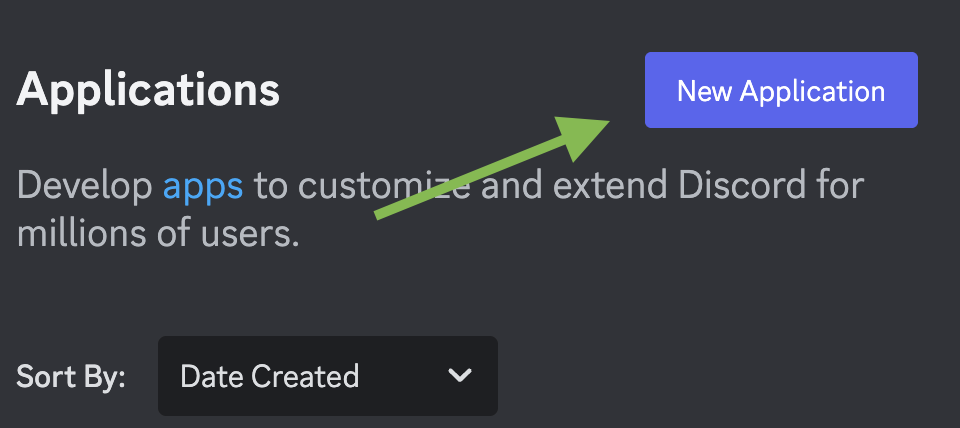 Applications
New Application
Develop apps to customize and extend Discord for
millions of users.
Sort By:
Date Created